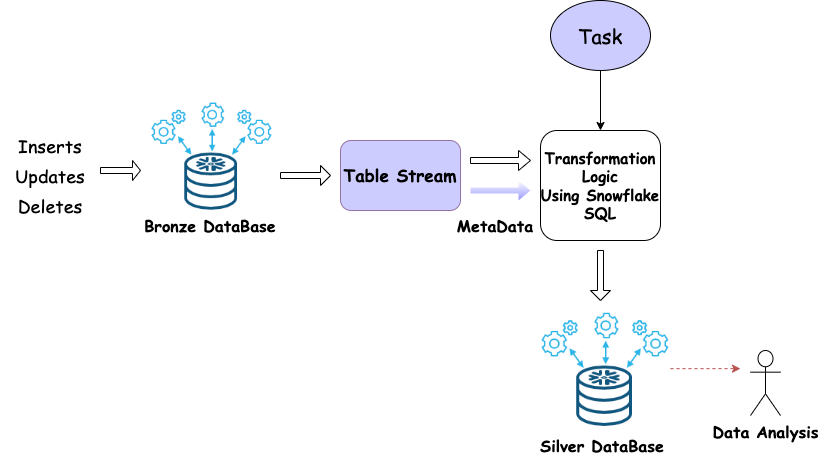 Task
Inserts
Updates
Deletes
Bronze DataBase
Table Stream
MetaData
Transformation
Logic
Using Snowflake
SQL
Silver DataBase
Data Analysis